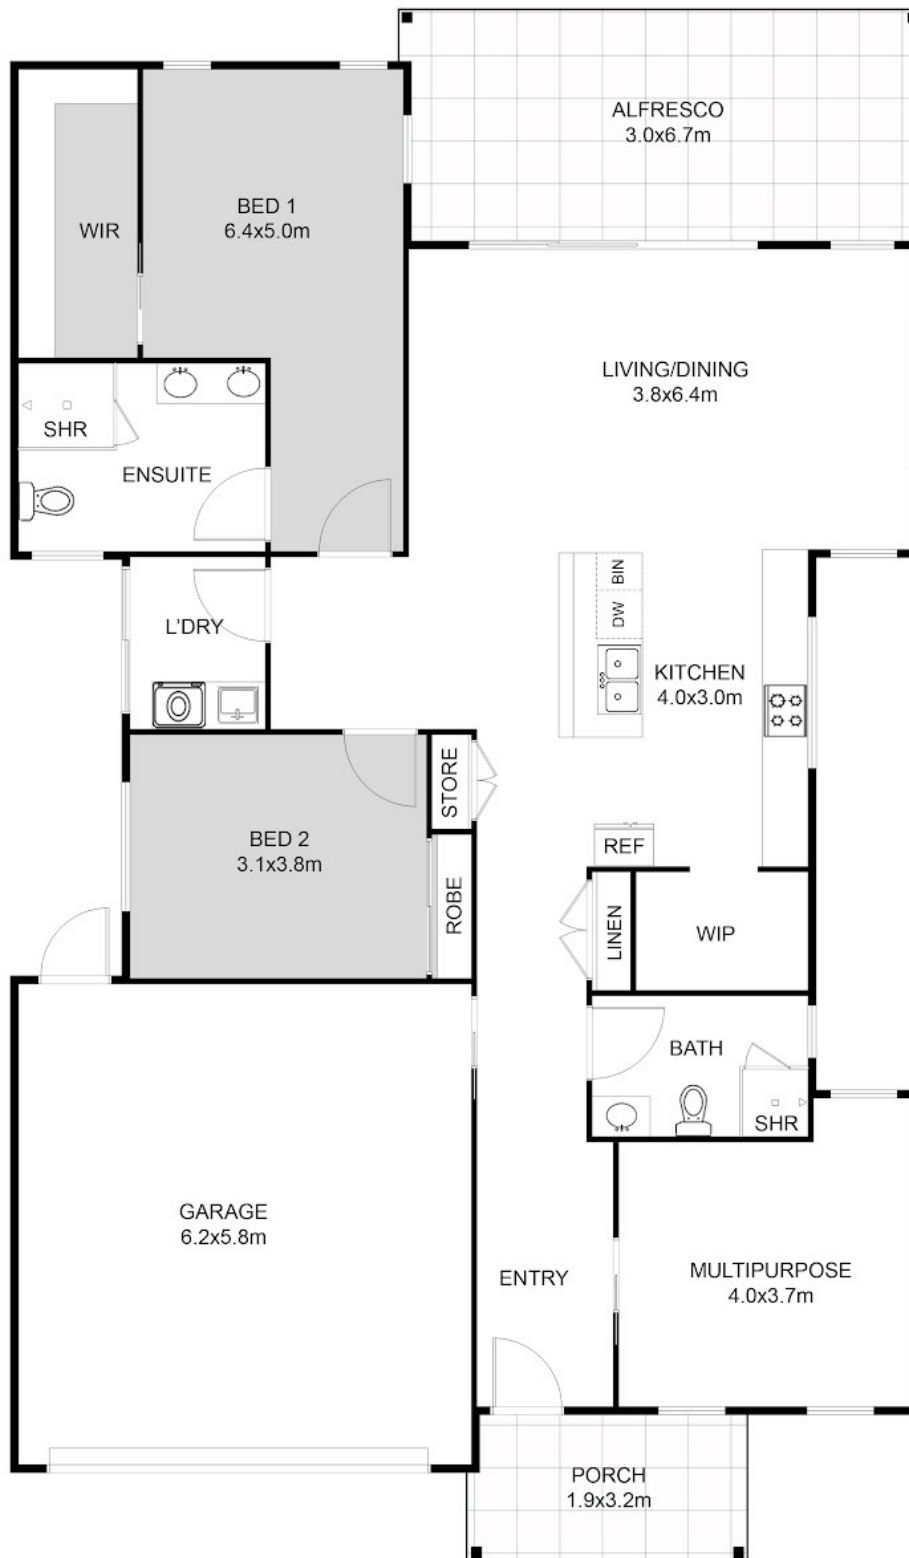 ALFRESCO
3.0x6.7m
BED 1
6.4x5.0m
WIR
LIVING/DINING
3.8x6.4m
SHR
ENSUITE
BIN
DW
L'DRY
KITCHEN
4.0x3.0m
STORE
BED 2
3.1x3.8m
REF
ROBE
LINEN
WIP
BATH
SHR
GARAGE
6.2x5.8m
ENTRY
MULTIPURPOSE
4.0x3.7m
PORCH
1.9x3.2m